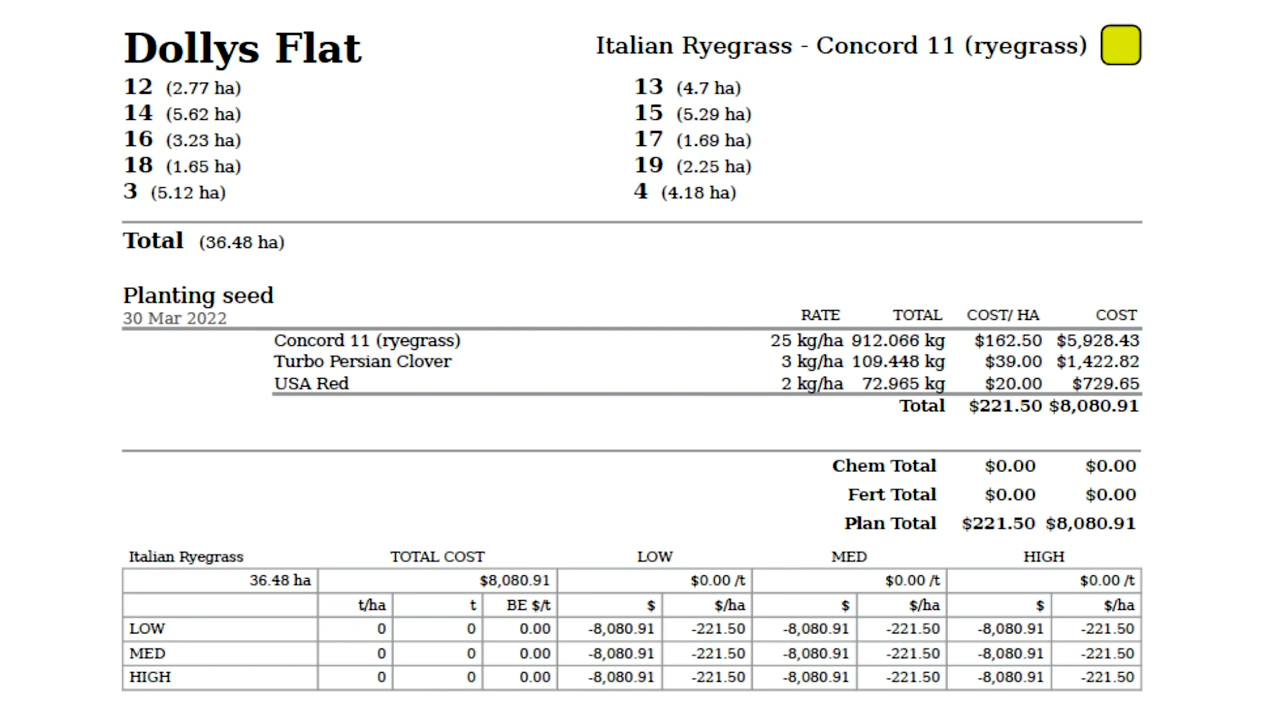 Dollys Flat Italian Ryegrass - Concord 11 (ryegrass)
12 (2.77 ha) 13 (4.7 ha)
14 (5.62 ha) 15 (5.29 ha)
16 (3.23 ha) 17 (1.69 ha)
18 (1.65 ha) 19 (2.25 ha)
3 (5.12 ha) 4 (4.18 ha)
Total (36.48 ha)
Planting seed
30 Mar 2022 RATE TOTAL COST/ HA COST
Concord 11 (ryegrass) 25 kg/ha 912.066 kg $162.50 $5,928.43
Turbo Persian Clover 3 kg/ha 109.448 kg $39.00 $1,422.82
USA Red 2 kg/ha 72.965 kg $20.00 $729.65
Total $221.50 $8,080.91
Chem Total $0.00 $0.00
Fert Total $0.00 $0.00
Plan Total $221.50 $8,080.91
Italian Ryegrass TOTAL COST LOW MED HIGH
36.48 ha $8,080.91 $0.00 /t $0.00 /t $0.00 /t
t/ha t BE $/t $ $/ha $ $/ha $ $/ha
LOW 0 0 0.00 -8,080.91 -221.50 -8,080.91 -221.50 -8,080.91 -221.50
MED 0 0 0.00 -8,080.91 -221.50 -8,080.91 -221.50 -8,080.91 -221.50
HIGH 0 0 0.00 -8,080.91 -221.50 -8,080.91 -221.50 -8,080.91 -221.50